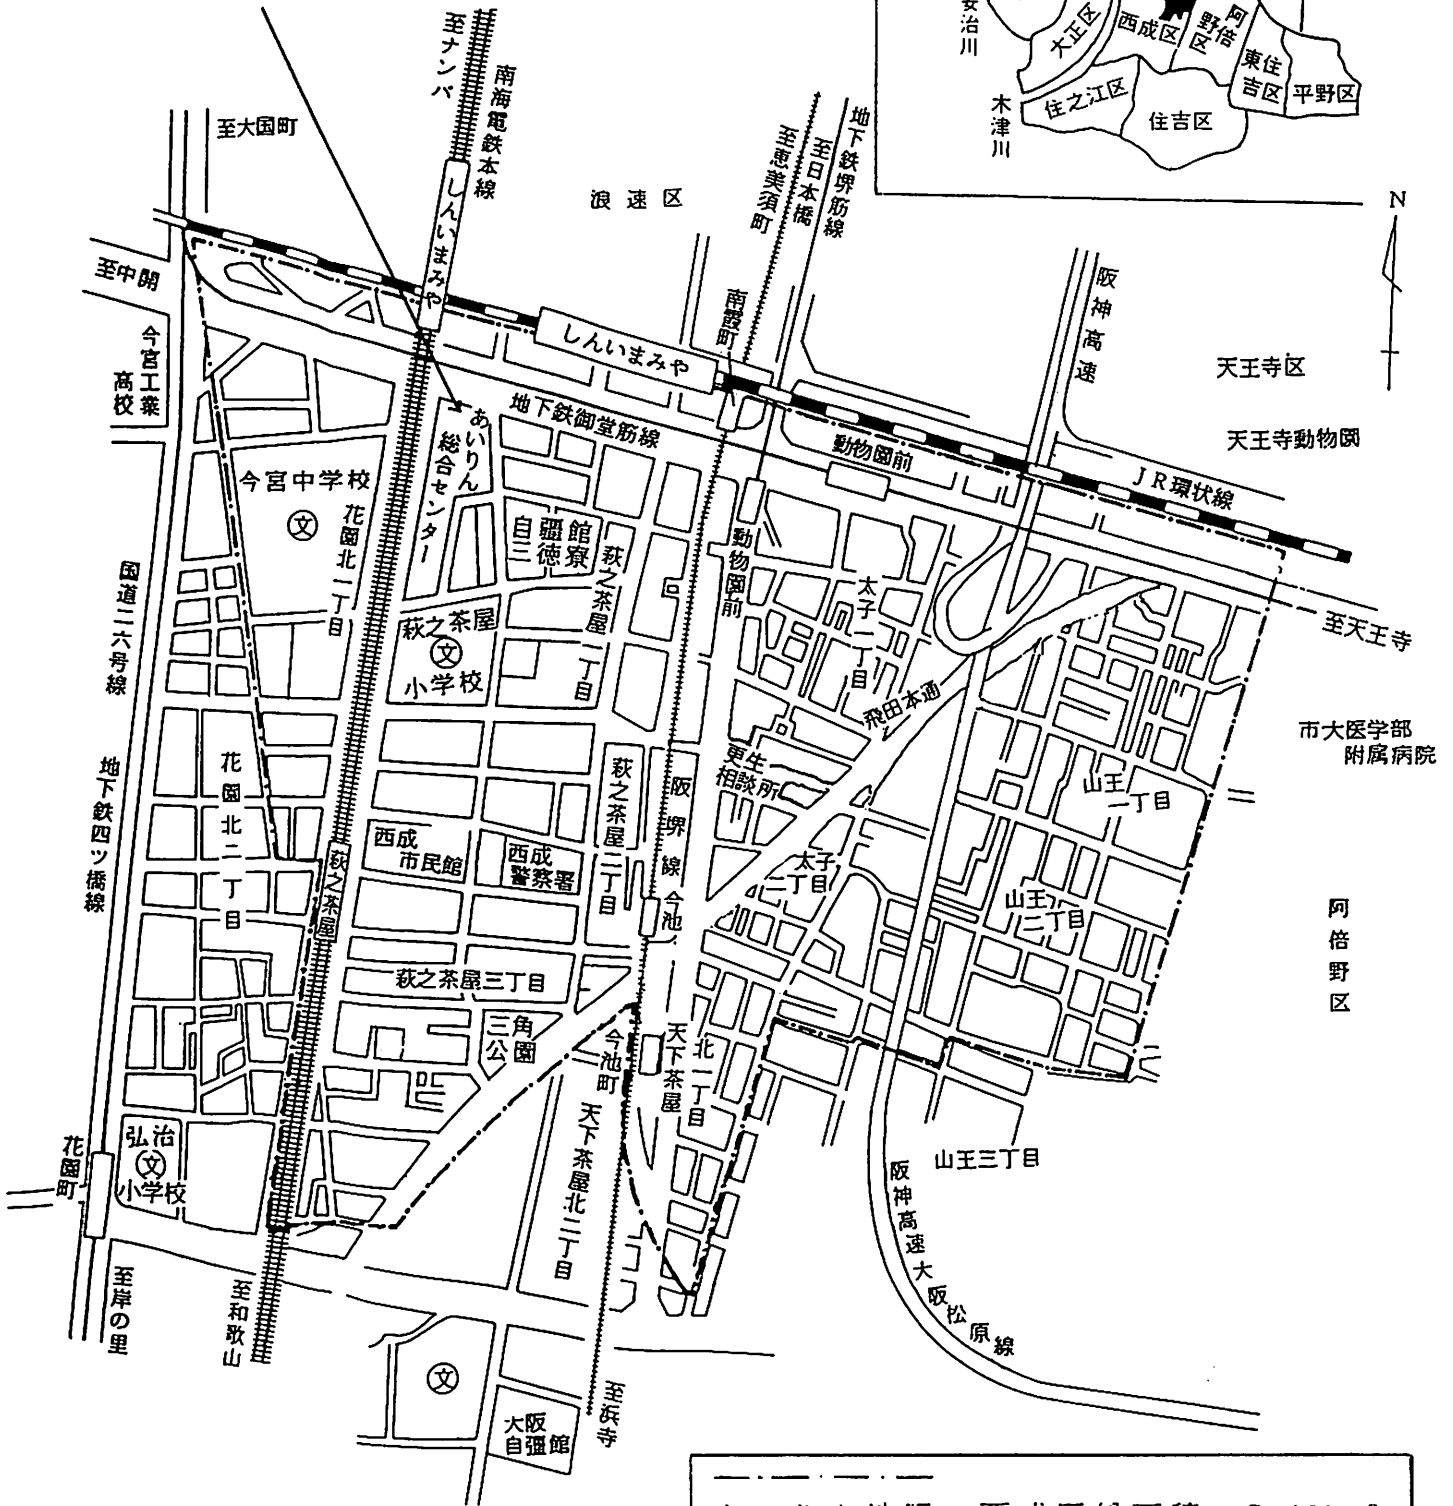 安治川
大正区
西成区
阿倍野区
東住吉区
平野区
住之江区
住吉区
木津川
N
至ナンバ
南海電鉄本線
至大国町
しんいまみや
浪速区
至恵美須町
至日本橋
地下鉄堺筋線
至中開
今宮工業
高校
しんいまみや
南霞町
阪神高速
天王寺区
天王寺動物園
地下鉄御堂筋線
動物園前
JR環状線
あいりん
総合センター
今宮中学校
文
花園北一丁目
自彊館
三徳寮
萩之茶屋一丁目
動物園前
太子一丁目
至天王寺
国道二六号線
萩之茶屋
文
小学校
飛田本通
市大医学部
附属病院
地下鉄四ツ橋線
花園北二丁目
更生
相談所
山王
一丁目
西成
市民館
西成
警察署
萩之茶屋二丁目
阪堺線
今池
太子
二丁目
山王
二丁目
萩之茶屋
阿倍野区
萩之茶屋三丁目
三角
公園
今池町
天下茶屋
北一丁目
弘治
文
小学校
花園町
天下茶屋北二丁目
山王三丁目
阪神高速大阪松原線
至岸の里
至和歌山
文
大阪
自彊館
至浜寺